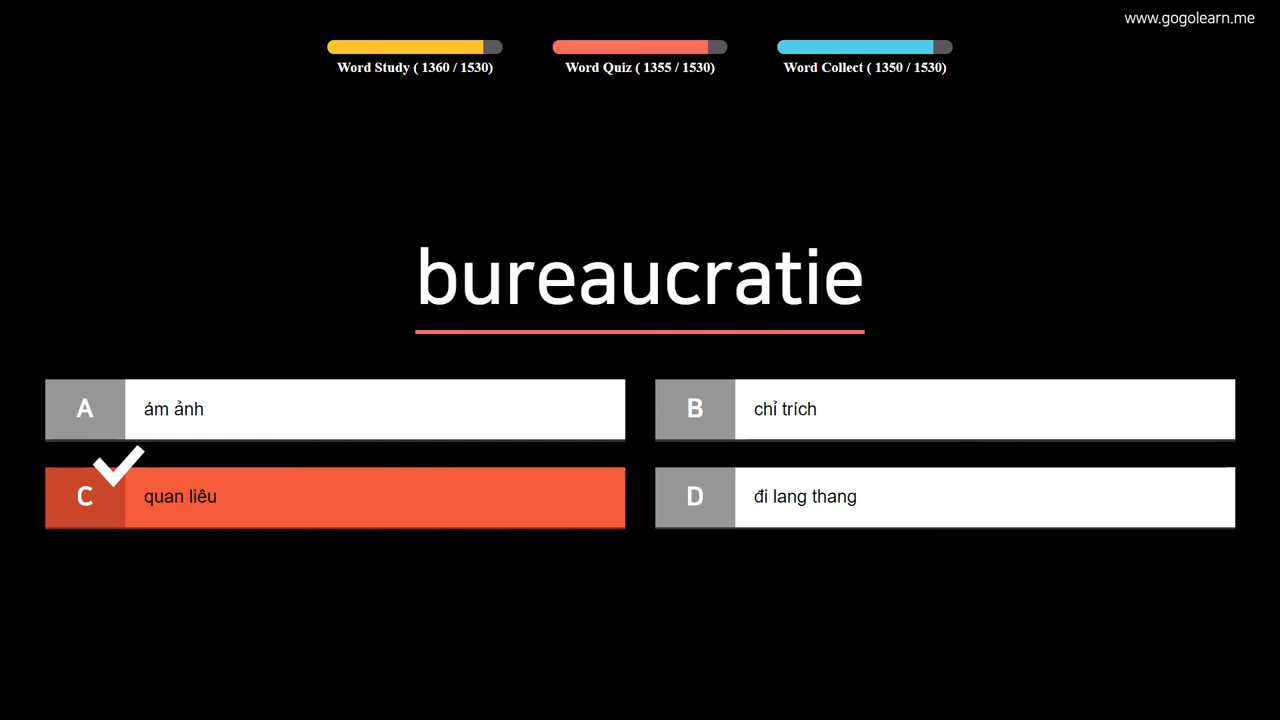 www.gogolearn.me
Word Study ( 1360 / 1530)
Word Quiz ( 1355 / 1530)
Word Collect ( 1350 / 1530)
bureaucratie
A ám ảnh
B chỉ trích
C quan liêu
D đi lang thang